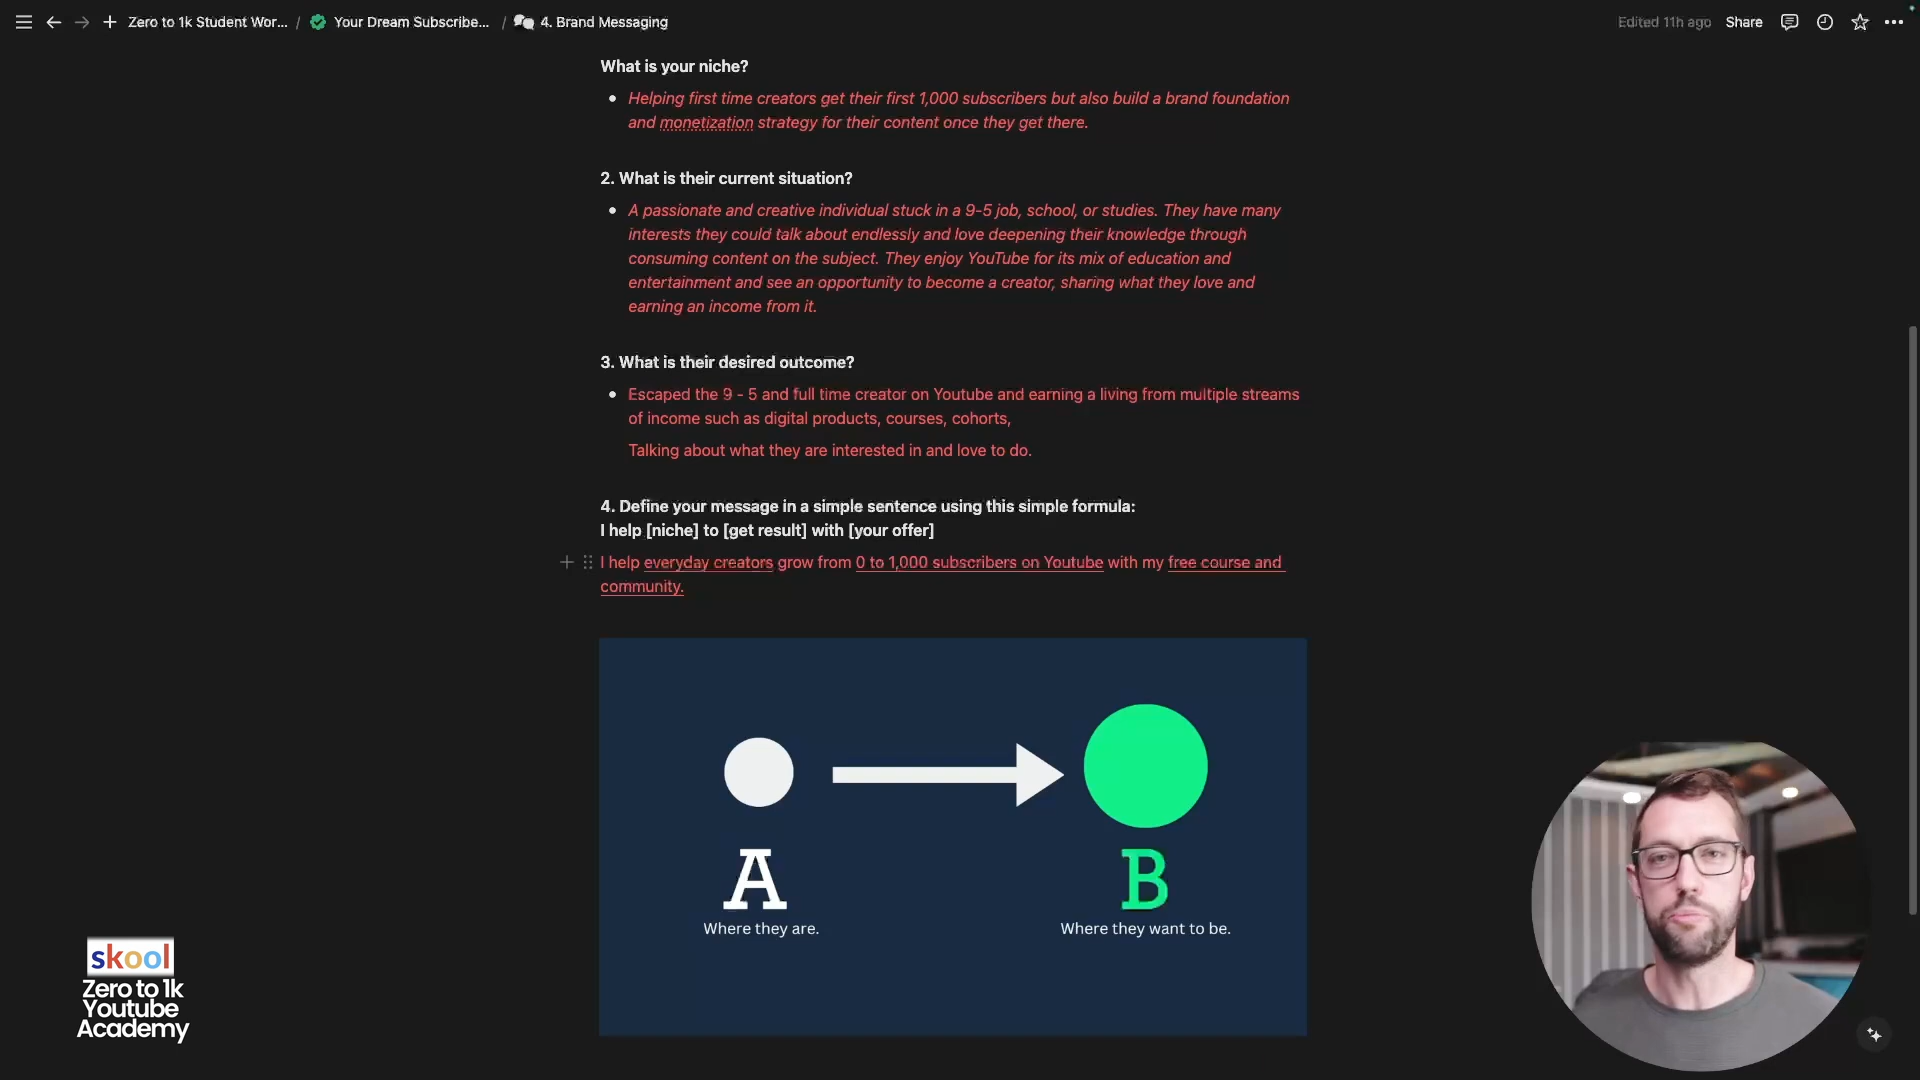 Zero to 1k Student Wor... / Your Dream Subscribe... / 4. Brand Messaging
Edited 11h ago Share
What is your niche?
Helping first time creators get their first 1,000 subscribers but also build a brand foundation
and monetization strategy for their content once they get there.
2. What is their current situation?
A passionate and creative individual stuck in a 9-5 job, school, or studies. They have many
interests they could talk about endlessly and love deepening their knowledge through
consuming content on the subject. They enjoy YouTube for its mix of education and
entertainment and see an opportunity to become a creator, sharing what they love and
earning an income from it.
3. What is their desired outcome?
Escaped the 9 - 5 and full time creator on Youtube and earning a living from multiple streams
of income such as digital products, courses, cohorts,
Talking about what they are interested in and love to do.
4. Define your message in a simple sentence using this simple formula:
I help [niche] to [get result] with [your offer]
I help everyday creators grow from 0 to 1,000 subscribers on Youtube with my free course and
community.
A
Where they are.
B
Where they want to be.
skool
Zero to 1k
Youtube
Academy